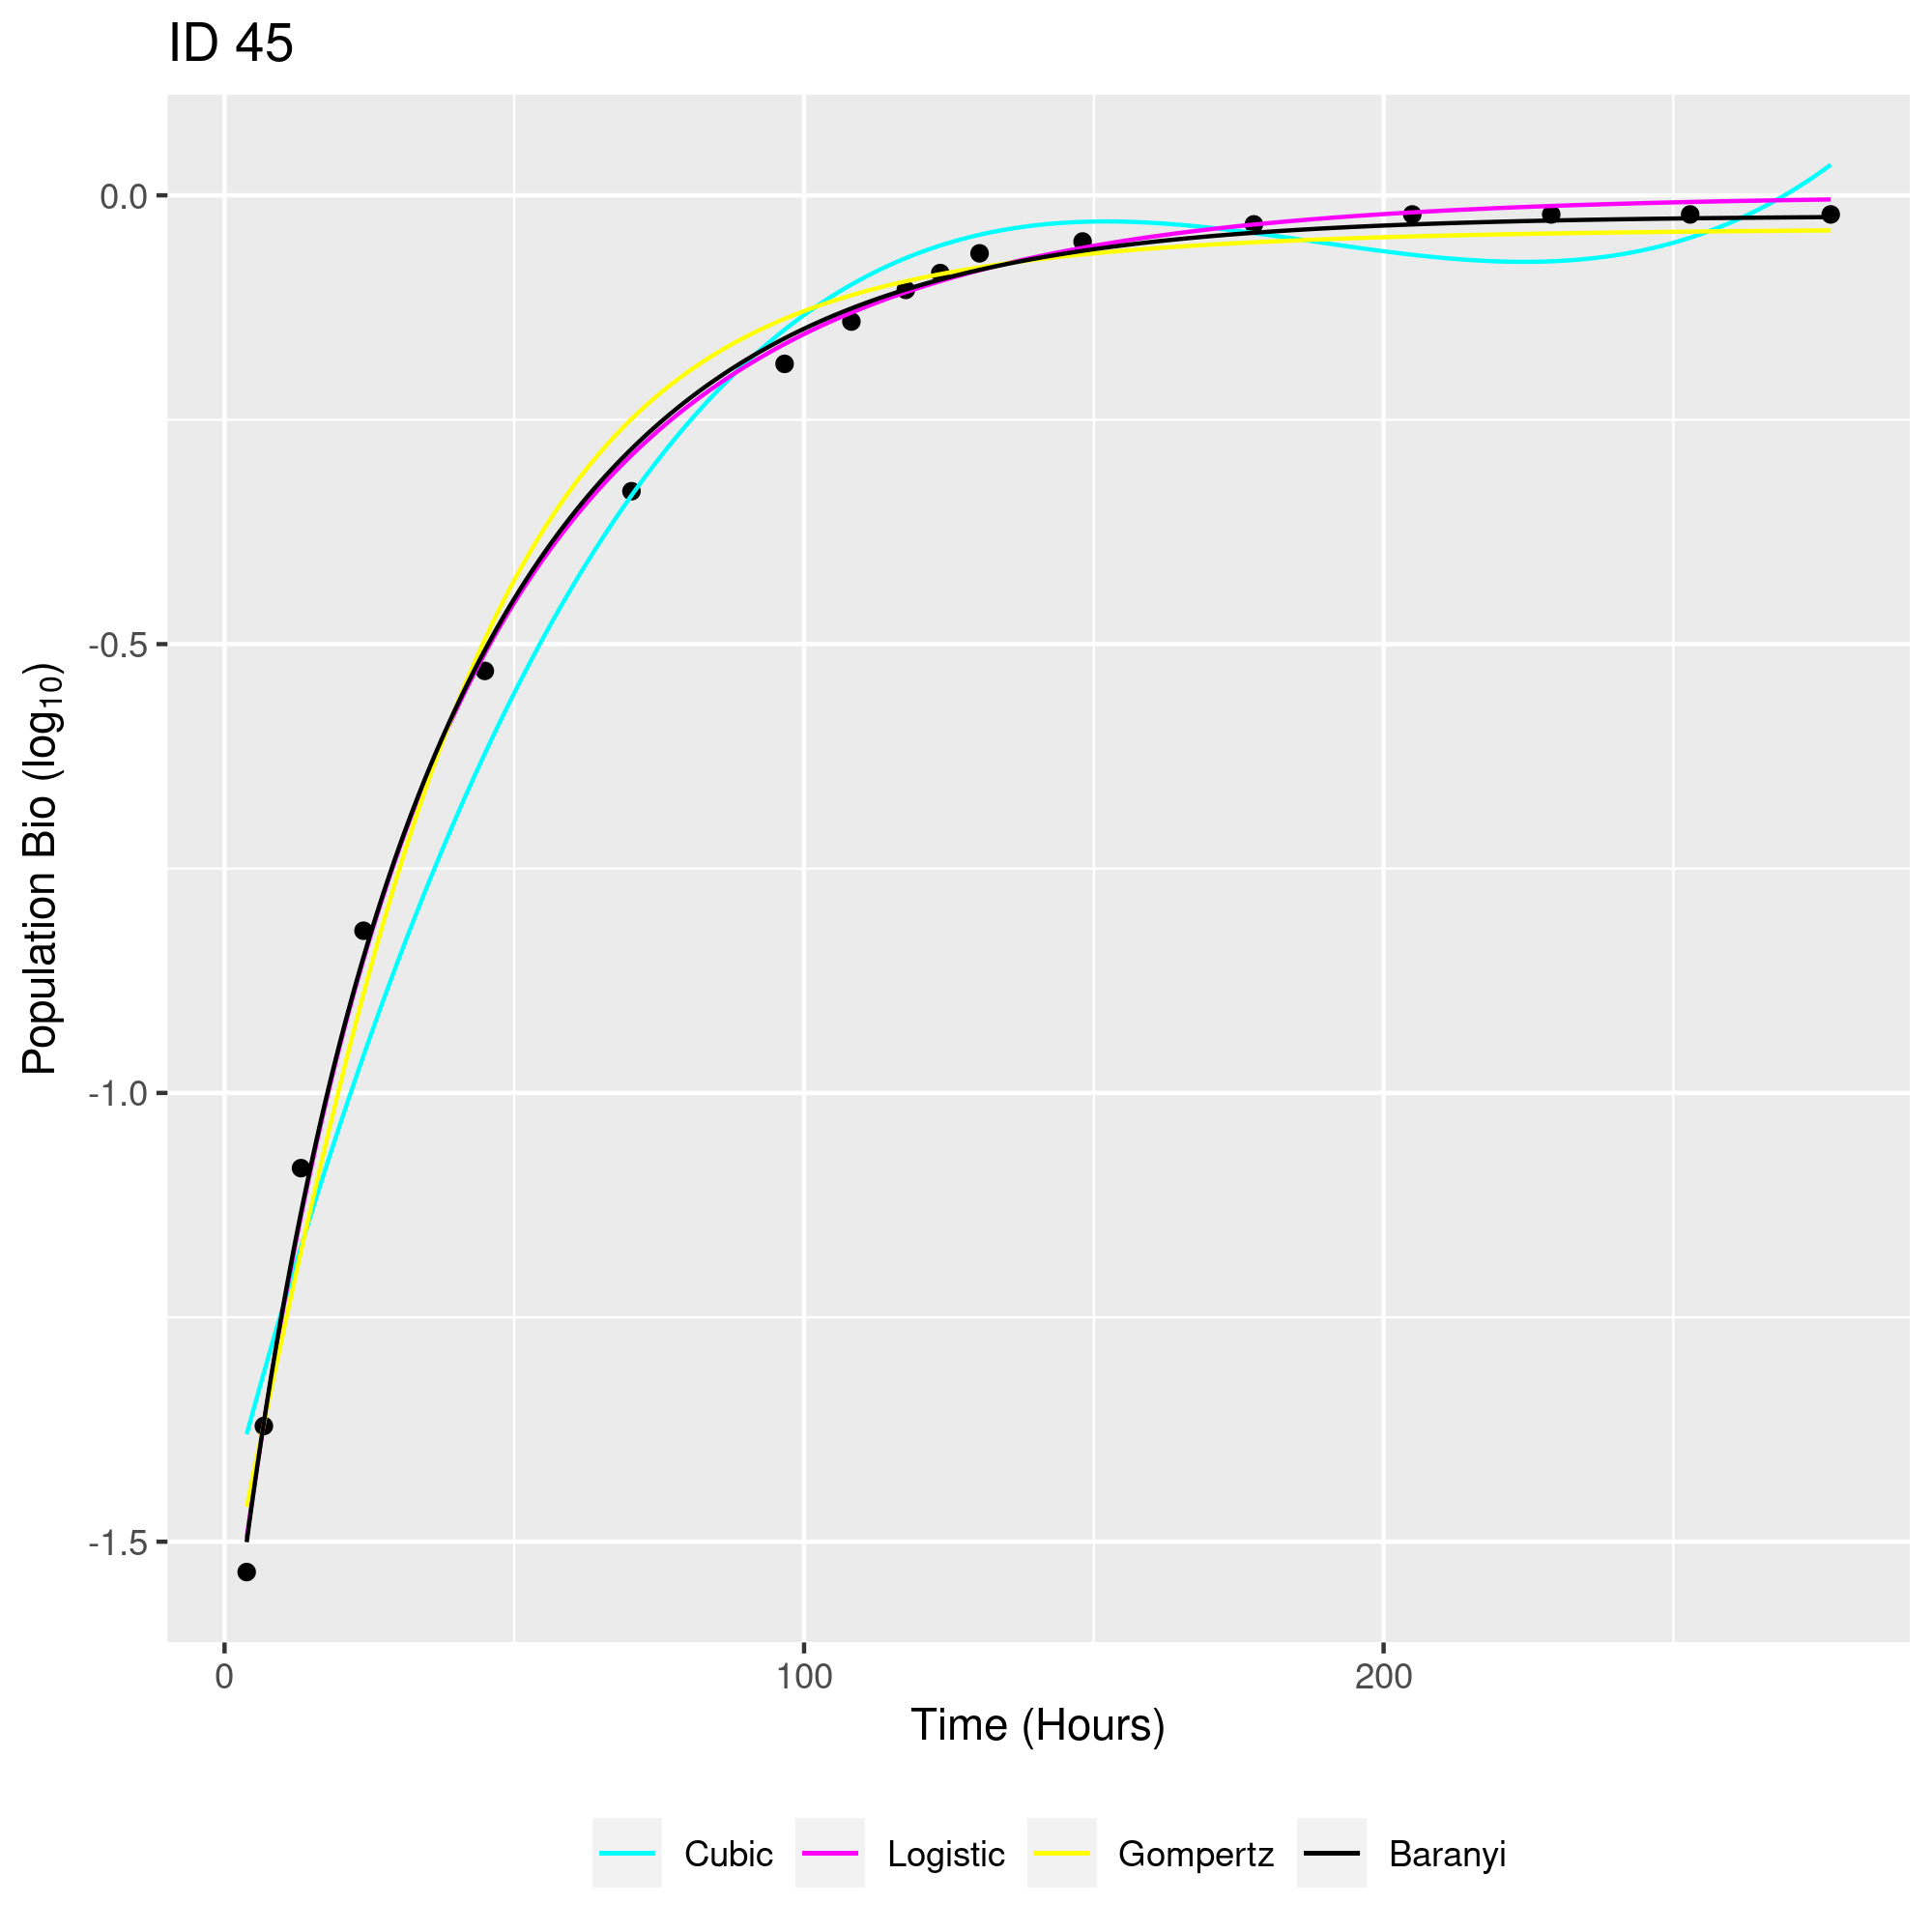 ID 45
0.0
-0.5
-1.0
-1.5
Population Bio (log₁₀)
0 100 200
Time (Hours)
Cubic Logistic Gompertz Baranyi